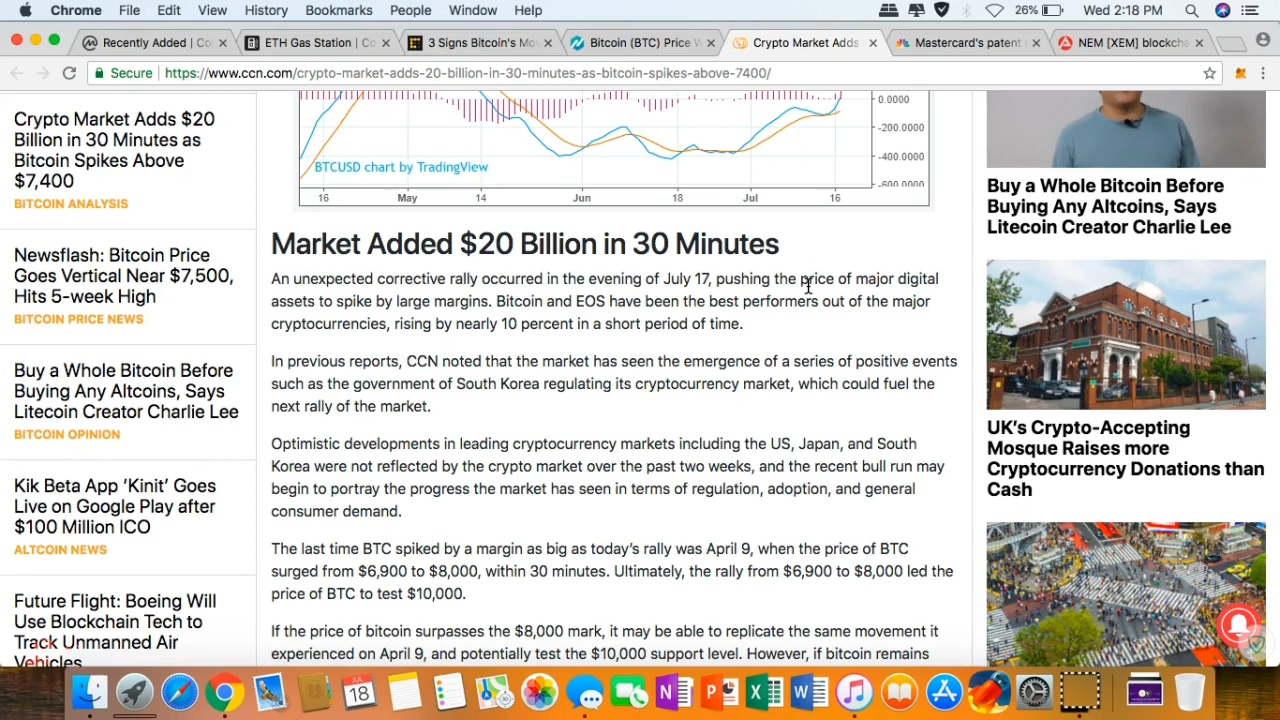 Chrome File Edit View History Bookmarks People Window Help 26% Wed 2:18 PM
Recently Added | Co
ETH Gas Station | Co
3 Signs Bitcoin's Mo
Bitcoin (BTC) Price W
Crypto Market Adds
Mastercard's patent
NEM [XEM] blockcha
Secure | https://www.ccn.com/crypto-market-adds-20-billion-in-30-minutes-as-bitcoin-spikes-above-7400/
Crypto Market Adds $20
Billion in 30 Minutes as
Bitcoin Spikes Above
$7,400
BITCOIN ANALYSIS
Newsflash: Bitcoin Price
Goes Vertical Near $7,500,
Hits 5-week High
BITCOIN PRICE NEWS
Buy a Whole Bitcoin Before
Buying Any Altcoins, Says
Litecoin Creator Charlie Lee
BITCOIN OPINION
Kik Beta App ‘Kinit’ Goes
Live on Google Play after
$100 Million ICO
ALTCOIN NEWS
Future Flight: Boeing Will
Use Blockchain Tech to
Track Unmanned Air
Vehicles
0.0000
-200.0000
-400.0000
-600.0000
BTCUSD chart by TradingView
16 May 14 Jun 18 Jul 16
Market Added $20 Billion in 30 Minutes
An unexpected corrective rally occurred in the evening of July 17, pushing the price of major digital
assets to spike by large margins. Bitcoin and EOS have been the best performers out of the major
cryptocurrencies, rising by nearly 10 percent in a short period of time.
In previous reports, CCN noted that the market has seen the emergence of a series of positive events
such as the government of South Korea regulating its cryptocurrency market, which could fuel the
next rally of the market.
Optimistic developments in leading cryptocurrency markets including the US, Japan, and South
Korea were not reflected by the crypto market over the past two weeks, and the recent bull run may
begin to portray the progress the market has seen in terms of regulation, adoption, and general
consumer demand.
The last time BTC spiked by a margin as big as today’s rally was April 9, when the price of BTC
surged from $6,900 to $8,000, within 30 minutes. Ultimately, the rally from $6,900 to $8,000 led the
price of BTC to test $10,000.
If the price of bitcoin surpasses the $8,000 mark, it may be able to replicate the same movement it
experienced on April 9, and potentially test the $10,000 support level. However, if bitcoin remains
Buy a Whole Bitcoin Before
Buying Any Altcoins, Says
Litecoin Creator Charlie Lee
UK’s Crypto-Accepting
Mosque Raises more
Cryptocurrency Donations than
Cash
JUL
18
N
P
X
W